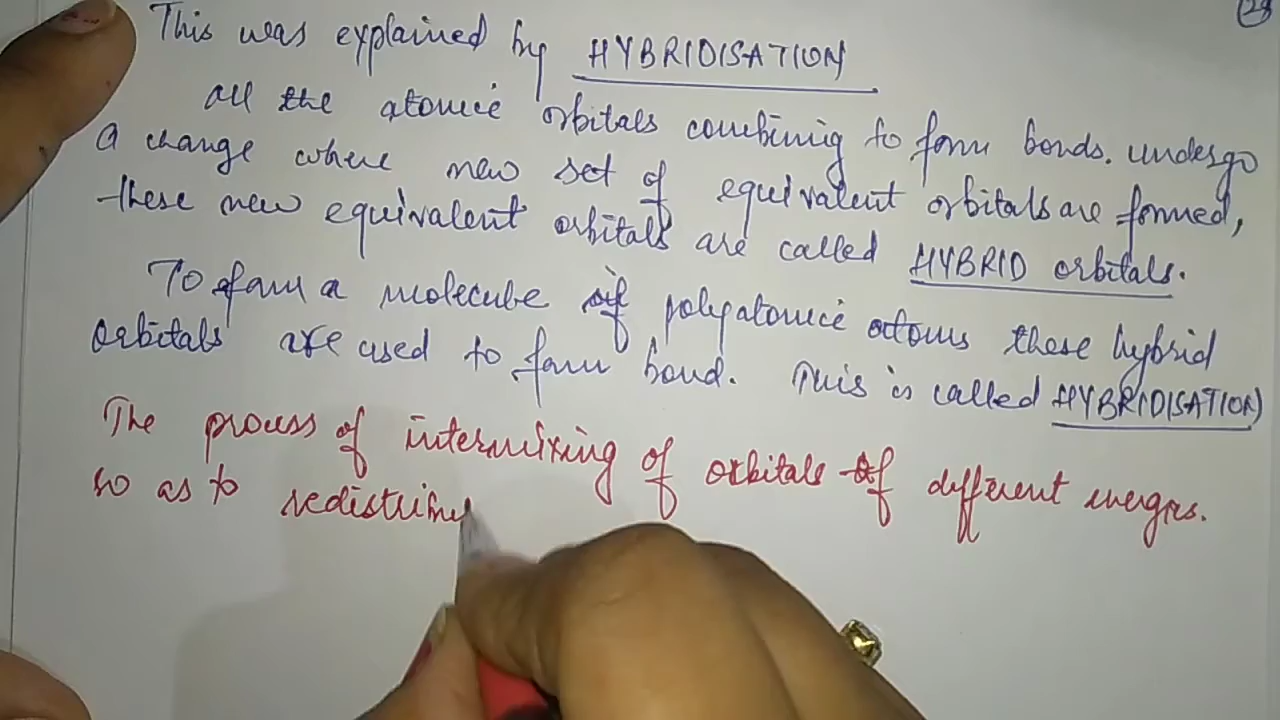 This was explained by HYBRIDISATION
all the atomic orbitals combining to form bonds. undergo
a change where new set of equivalent orbitals are formed,
these new equivalent orbitals are called HYBRID orbitals.
To form a molecule of polyatomic atoms these hybrid
orbitals are used to form bond. This is called HYBRIDISATION
The process of intermixing of orbitals of different energies.
so as to redistribu